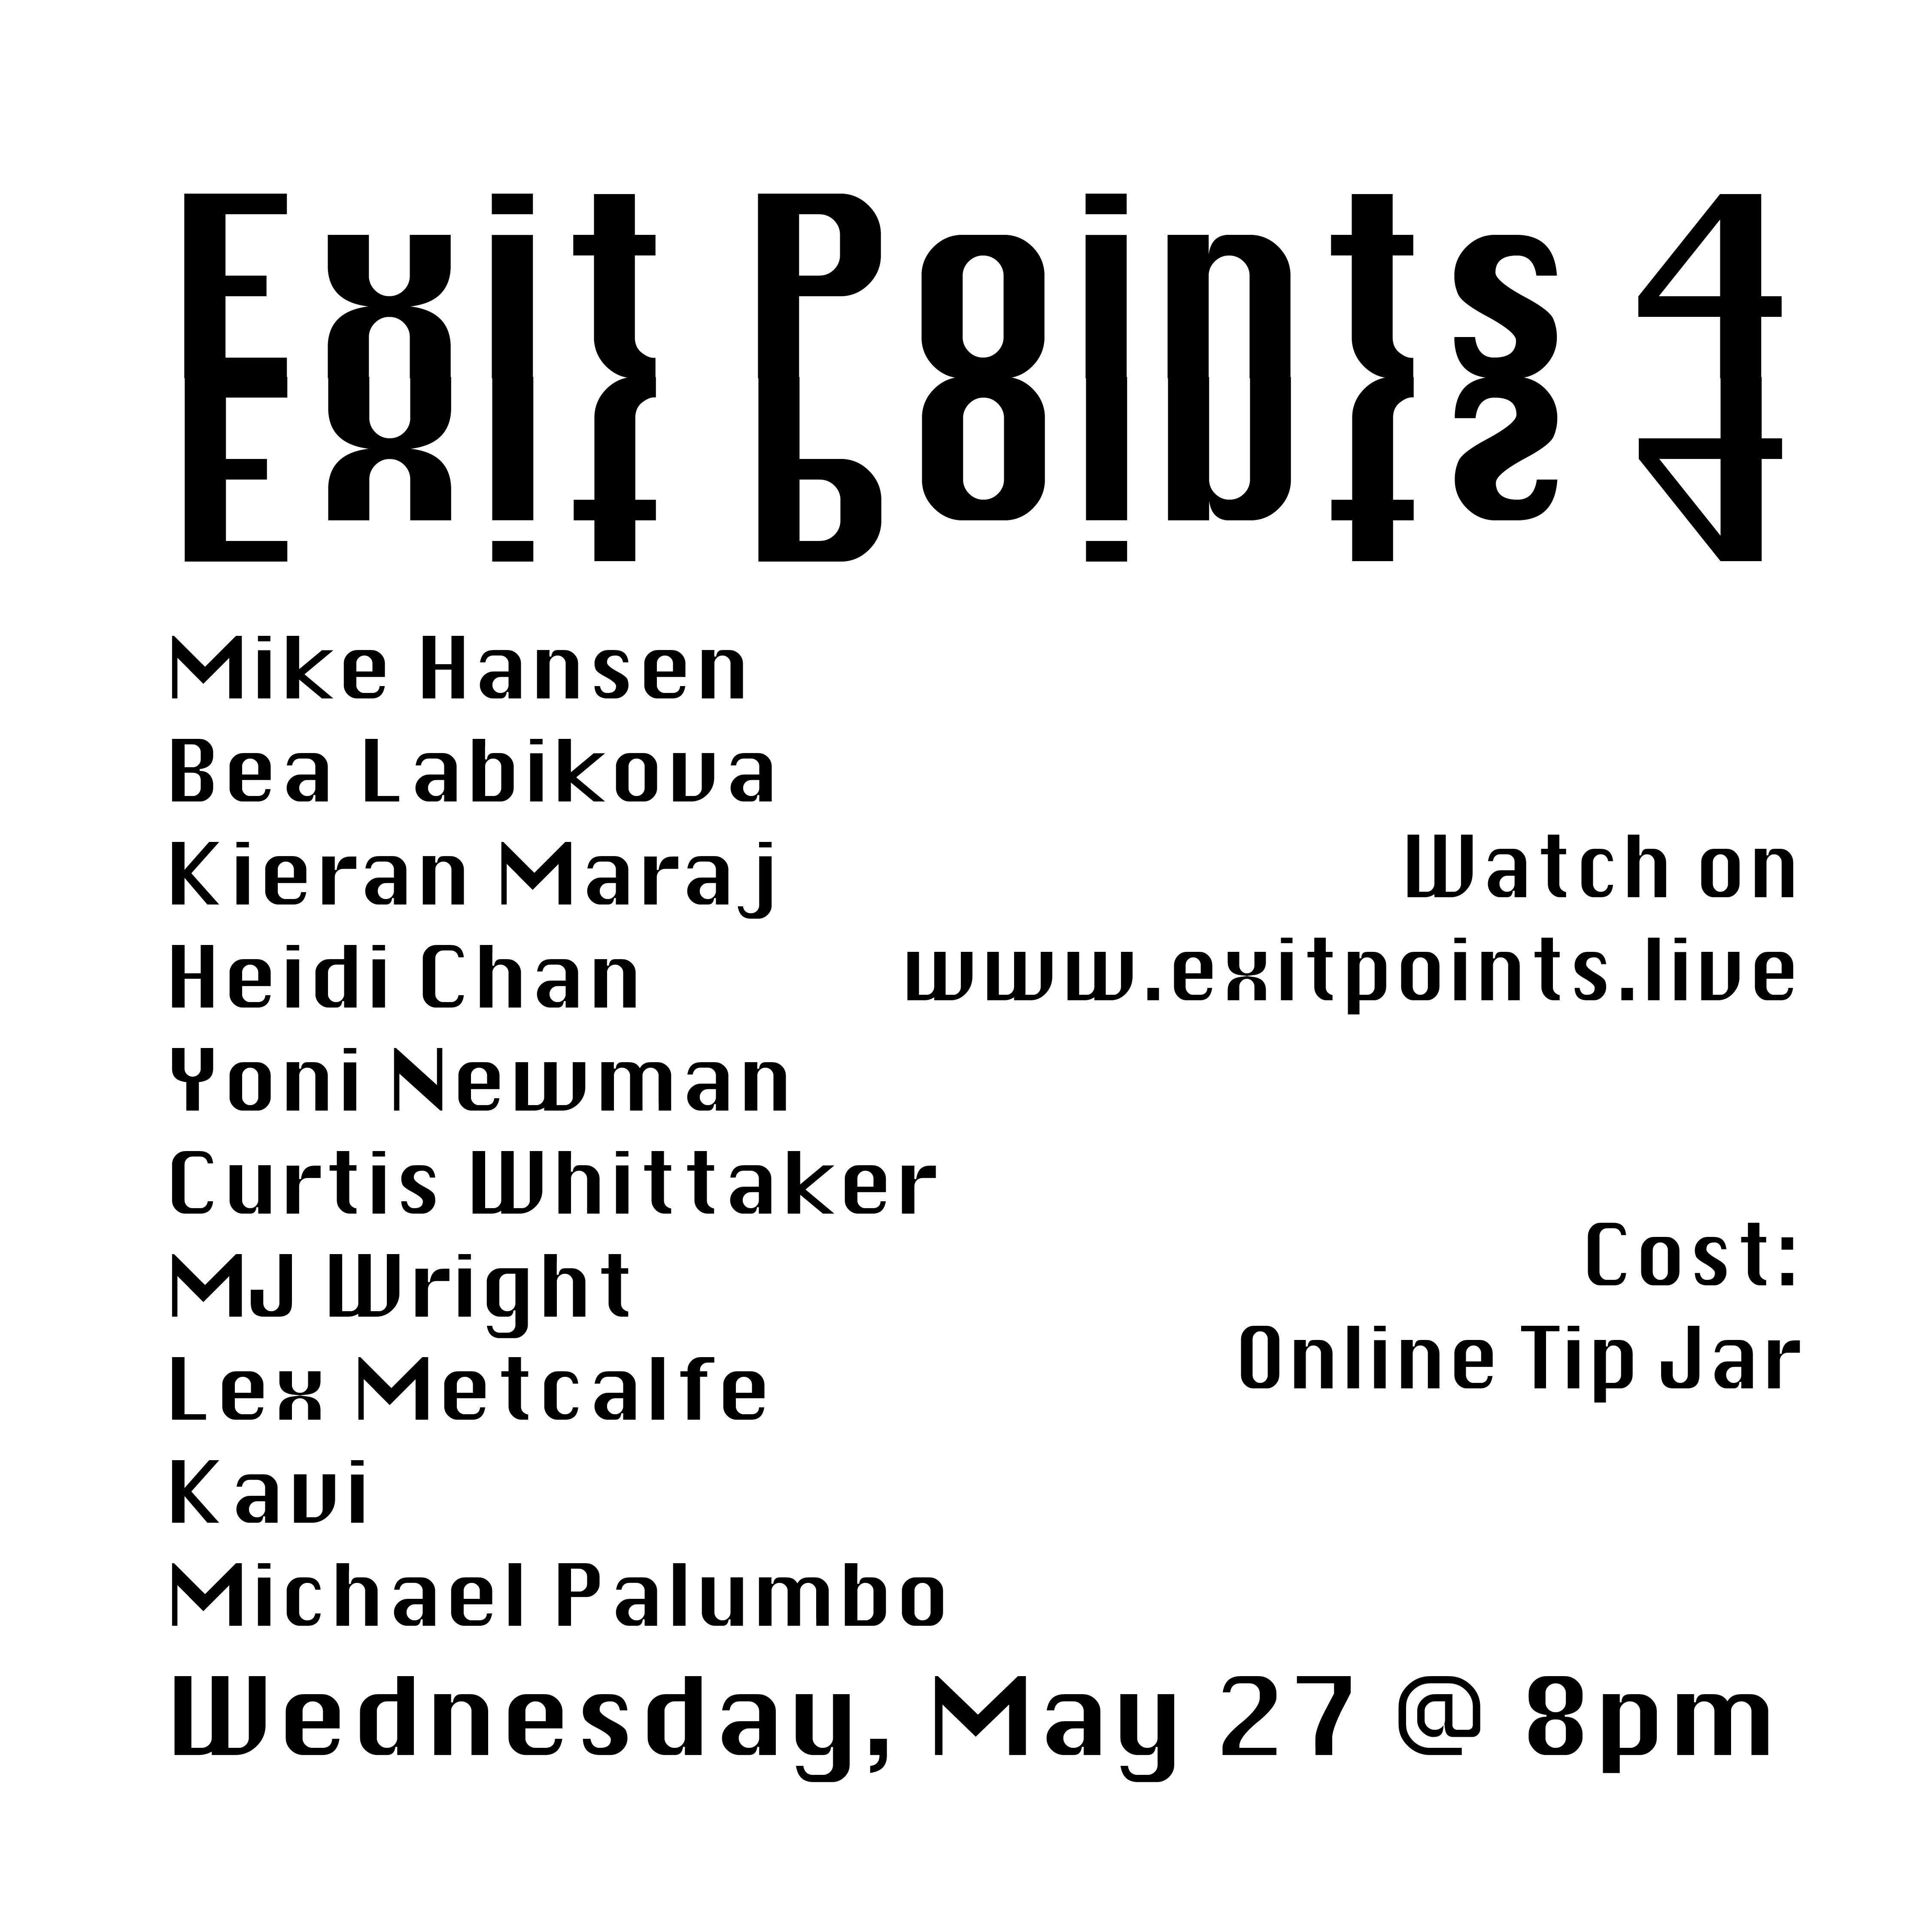 Exit Points 4
Mike Hansen
Bea Labikova
Kieran Maraj
Heidi Chan
Yoni Newman
Curtis Whittaker
MJ Wright
Lex Metcalfe
Kavi
Michael Palumbo
Watch on
www.exitpoints.live
Cost:
Online Tip Jar
Wednesday, May 27 @ 8pm